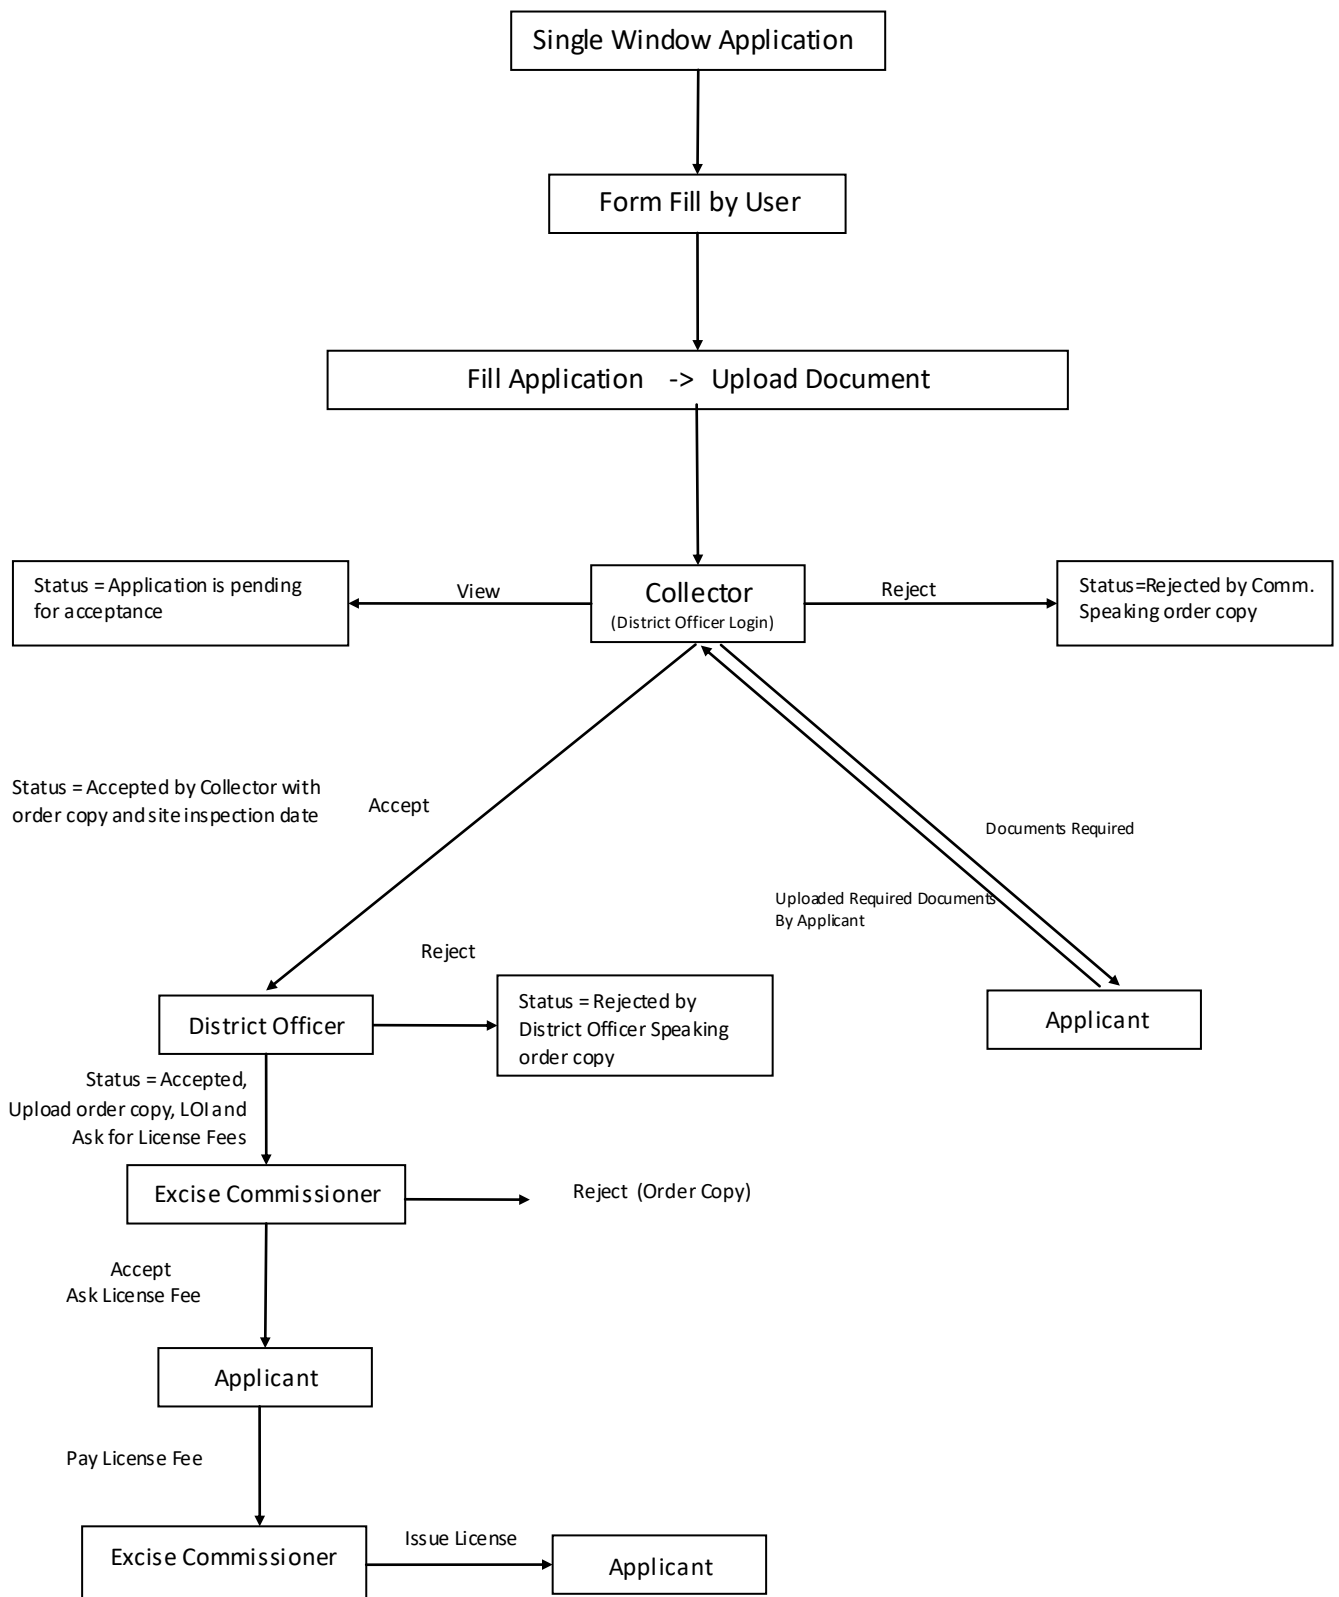 Single Window Application
Form Fill by User
Fill Application -> Upload Document
Status = Application is pending
for acceptance
View
Collector
(District Officer Login)
Reject
Status=Rejected by Comm.
Speaking order copy
Status = Accepted by Collector with
order copy and site inspection date
Accept
Documents Required
Uploaded Required Documents
By Applicant
Reject
District Officer
Status = Rejected by
District Officer Speaking
order copy
Applicant
Status = Accepted,
Upload order copy, LOI and
Ask for License Fees
Excise Commissioner
Reject (Order Copy)
Accept
Ask License Fee
Applicant
Pay License Fee
Excise Commissioner
Issue License
Applicant